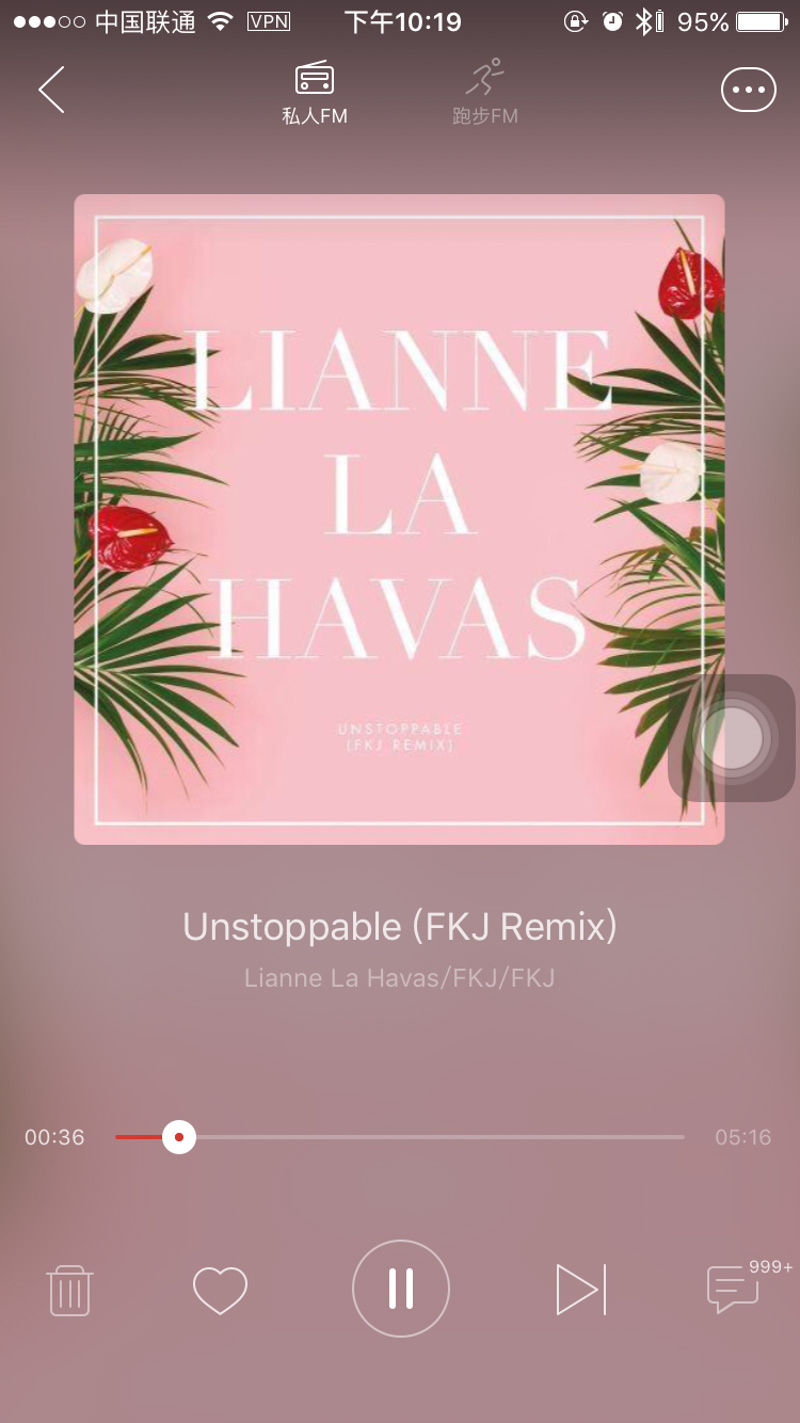 中国联通 VPN 下午10:19 95%
私人FM 跑步FM
LIANNE
LA
HAVAS
UNSTOPPABLE
[FKJ REMIX]
Unstoppable (FKJ Remix)
Lianne La Havas/FKJ/FKJ
00:36 05:16
999+